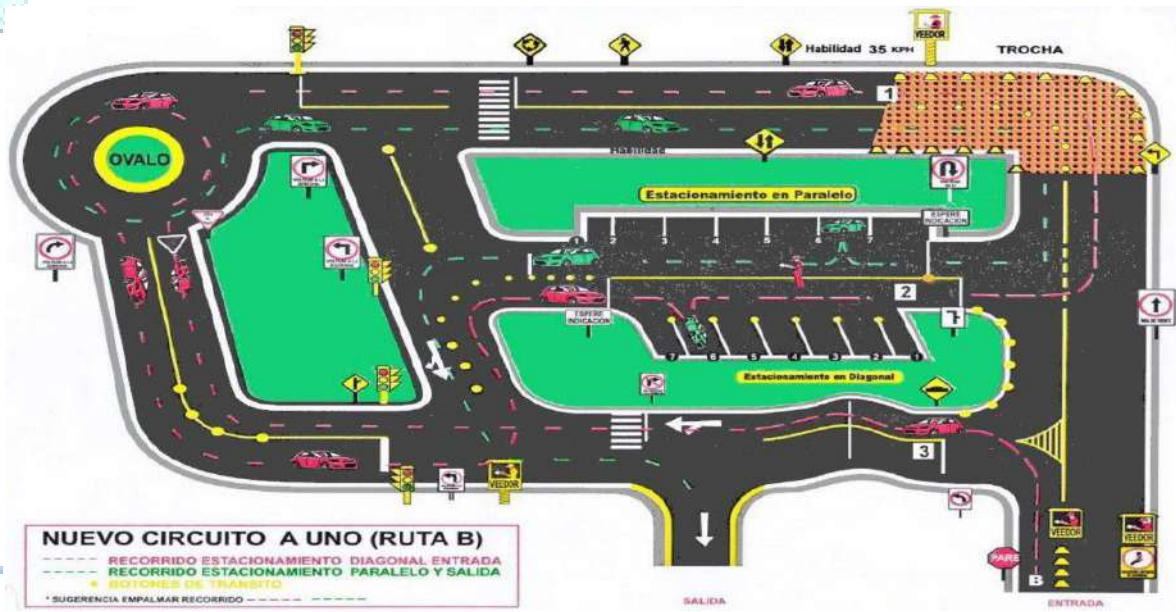 VEEDOR
Habilidad 35 KPH
TROCHA
1
OVALO
Habilidad
Estacionamiento en Paralelo
ESPERE
INDICACION
1 2 3 4 5 6 7
2
ESPERE
INDICACION
7 6 5 4 3 2 1
Estacionamiento en Diagonal
3
VEEDOR
VEEDOR
VEEDOR
PARE
B
NUEVO CIRCUITO A UNO (RUTA B)
RECORRIDO ESTACIONAMIENTO DIAGONAL ENTRADA
RECORRIDO ESTACIONAMIENTO PARALELO Y SALIDA
BOTONES DE TRANSITO
* SUGERENCIA EMPALMAR RECORRIDO
SALIDA
ENTRADA